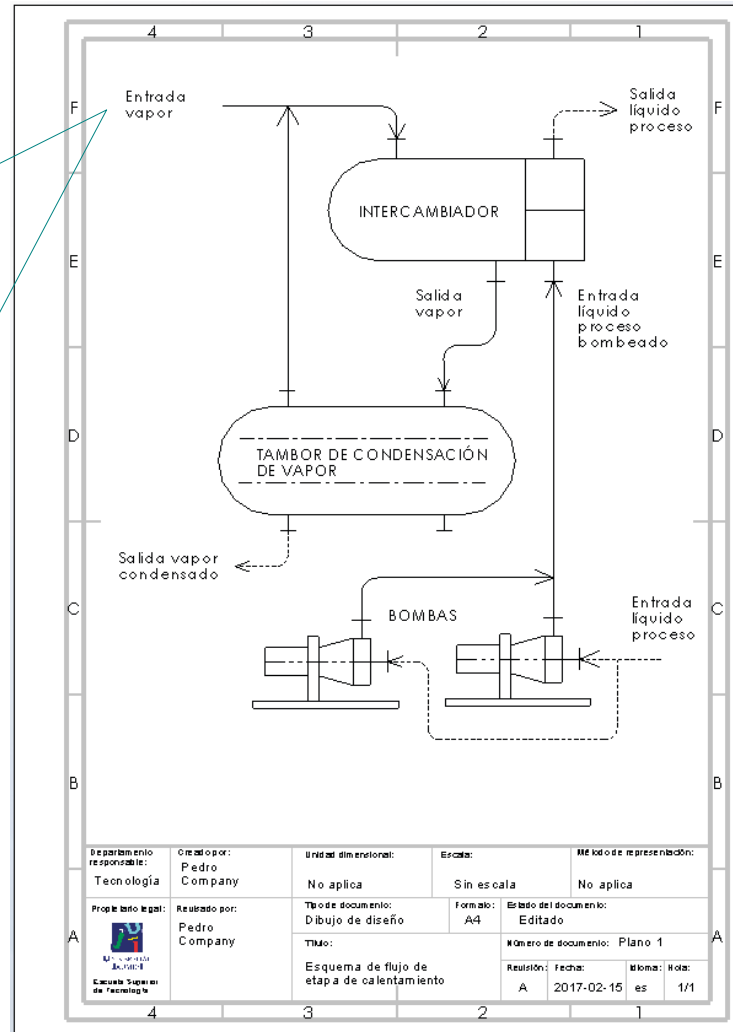 4 3 2 1
F
Entrada
vapor
Salida
líquido
proceso
F
INTERCAMBIADOR
E
Salida
vapor
Entrada
líquido
proceso
bombeado
E
D
TAMBOR DE CONDENSACIÓN
DE VAPOR
D
Salida vapor
condensado
C
BOMBAS
Entrada
líquido
proceso
C
B
B
Departamento
responsable:
Tecnología
Creado por:
Pedro
Company
Unidad dimensional:
No aplica
Escala:
Sin escala
Método de representación:
No aplica
Propietario legal:
UNIVERSITAT
JAUME·I
Escuela Superior
de Tecnología
Revisado por:
Pedro
Company
Tipo de documento:
Dibujo de diseño
Formato:
A4
Estado del documento:
Editado
Título:
Esquema de flujo de
etapa de calentamiento
Número de documento: Plano 1
Revisión:
A
Fecha:
2017-02-15
Idioma:
es
Hoja:
1/1
A
A
4 3 2 1